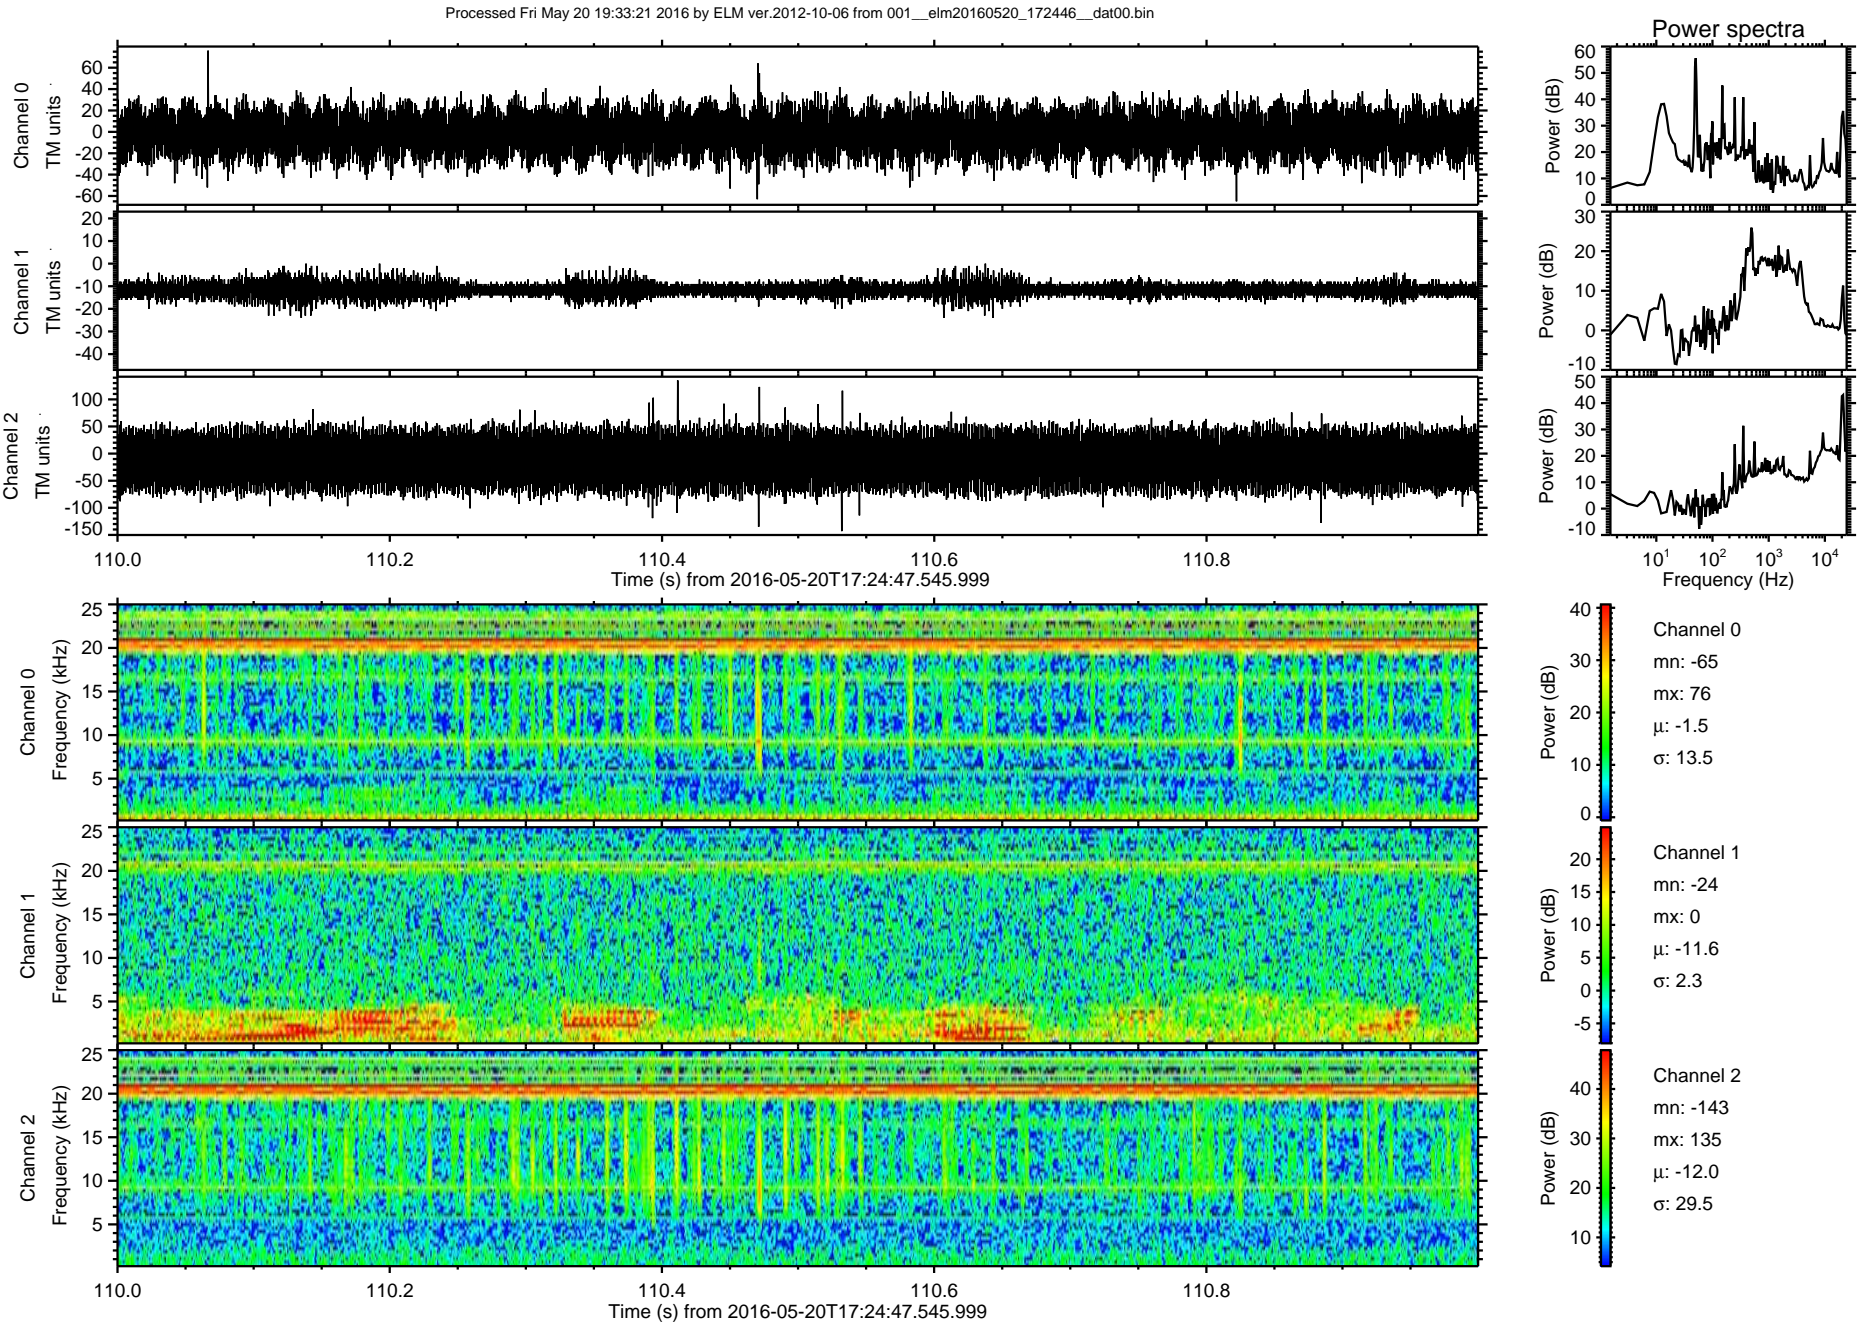 Processed Fri May 20 19:33:21 2016 by ELM ver.2012-10-06 from 001__elm20160520_172446__dat00.bin
Power spectra
Channel 0
TM units
60
40
20
0
-20
-40
-60
Power (dB)
60
50
40
30
20
10
0
Channel 1
TM units
20
10
0
-10
-20
-30
-40
Power (dB)
30
20
10
0
-10
Channel 2
TM units
100
50
0
-50
-100
-150
Power (dB)
50
40
30
20
10
0
-10
110.0 110.2 110.4 110.6 110.8
Time (s) from 2016-05-20T17:24:47.545.999
10^1 10^2 10^3 10^4
Frequency (Hz)
Channel 0
Frequency (kHz)
25
20
15
10
5
Power (dB)
40
30
20
10
0
Channel 0
mn: -65
mx: 76
μ: -1.5
σ: 13.5
Channel 1
Frequency (kHz)
25
20
15
10
5
Power (dB)
20
15
10
5
0
-5
Channel 1
mn: -24
mx: 0
μ: -11.6
σ: 2.3
Channel 2
Frequency (kHz)
25
20
15
10
5
Power (dB)
40
30
20
10
Channel 2
mn: -143
mx: 135
μ: -12.0
σ: 29.5
110.0 110.2 110.4 110.6 110.8
Time (s) from 2016-05-20T17:24:47.545.999